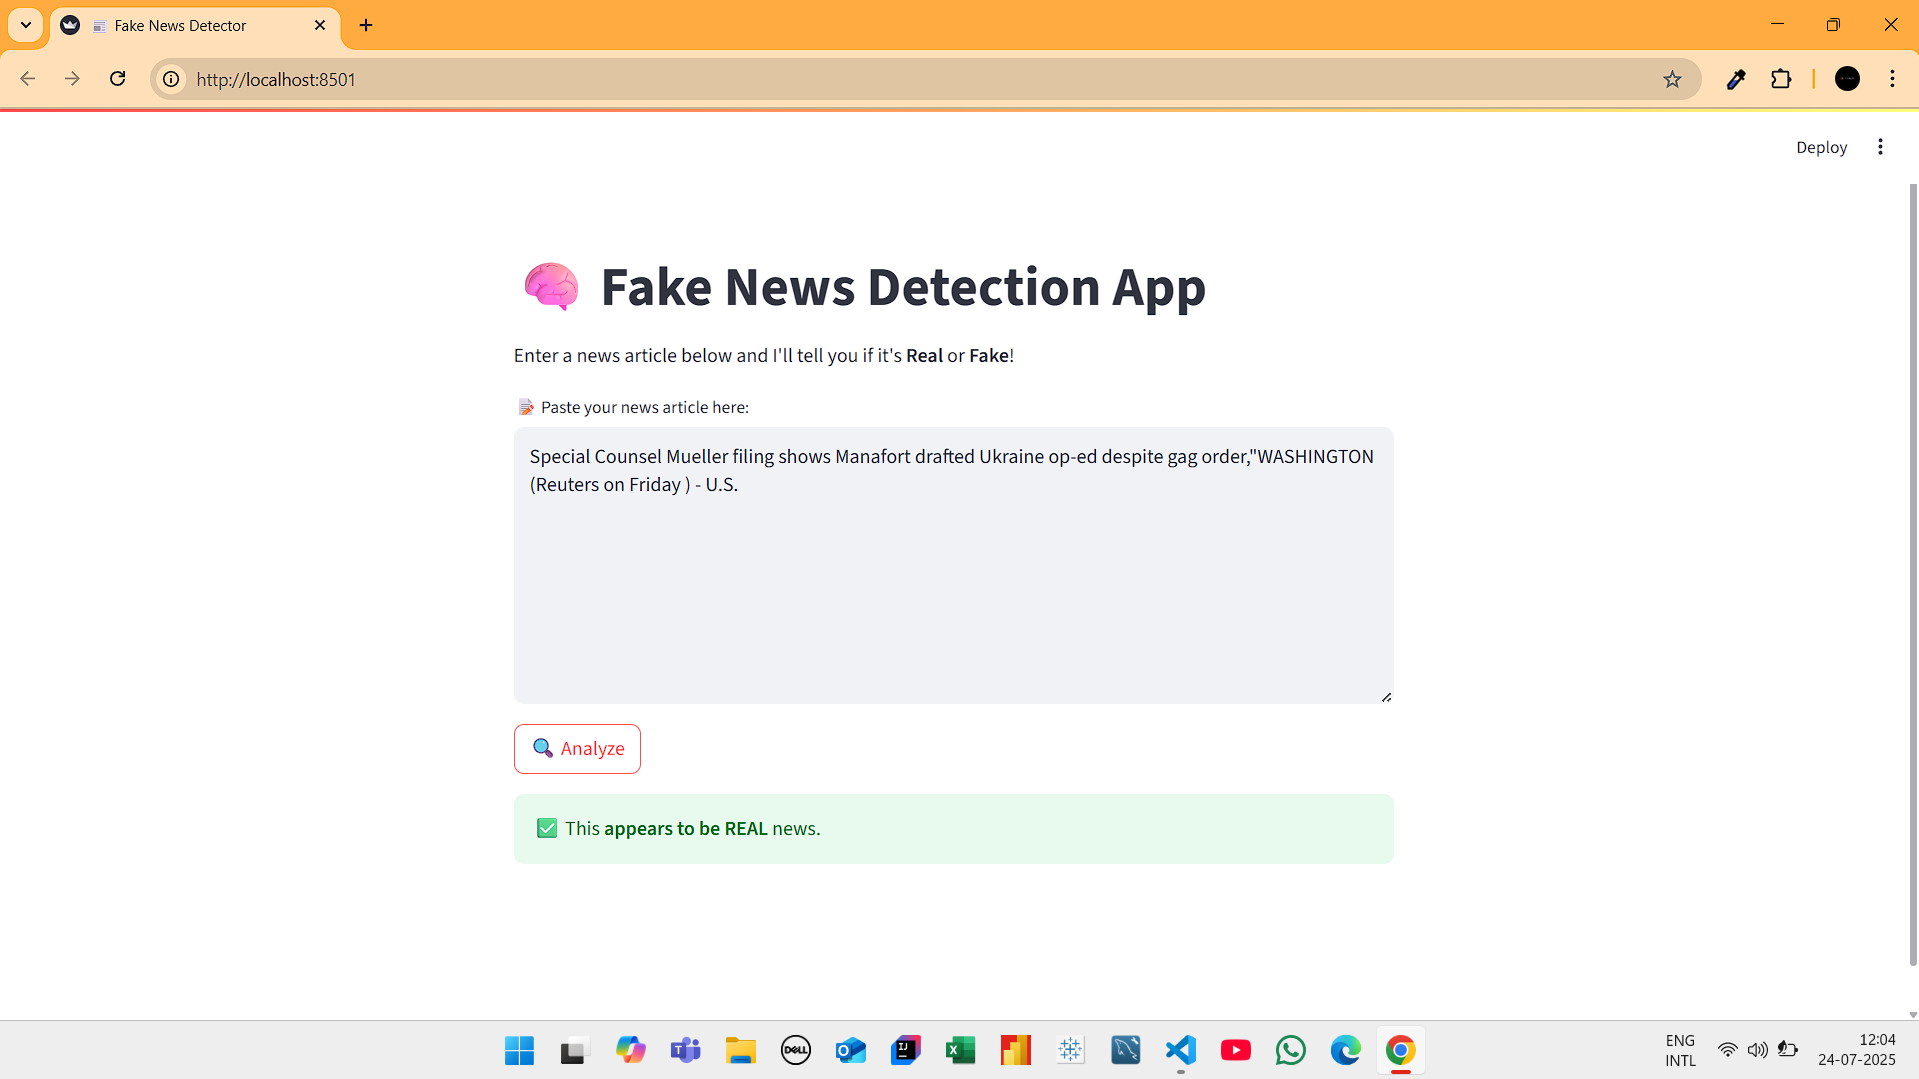 Fake News Detector
http://localhost:8501
Deploy
Fake News Detection App
Enter a news article below and I'll tell you if it's Real or Fake!
Paste your news article here:
Special Counsel Mueller filing shows Manafort drafted Ukraine op-ed despite gag order,"WASHINGTON
(Reuters on Friday ) - U.S.
Analyze
This appears to be REAL news.
DELL
IJ
ENG
INTL
12:04
24-07-2025